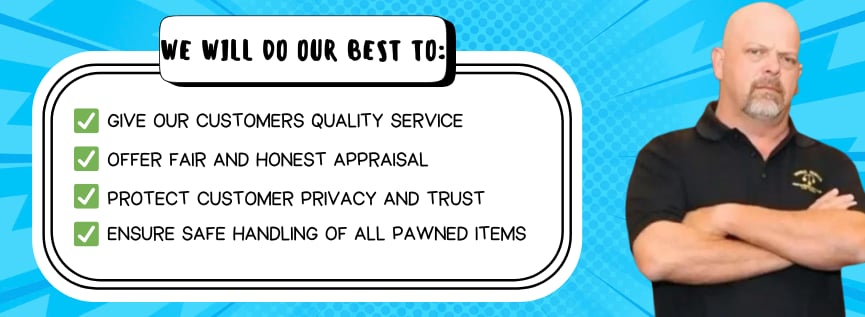 WE WILL DO OUR BEST TO:
GIVE OUR CUSTOMERS QUALITY SERVICE
OFFER FAIR AND HONEST APPRAISAL
PROTECT CUSTOMER PRIVACY AND TRUST
ENSURE SAFE HANDLING OF ALL PAWNED ITEMS